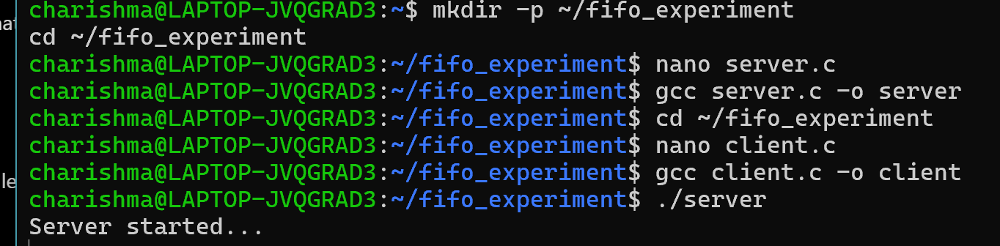 charishma@LAPTOP-JVQGRAD3:~$ mkdir -p ~/fifo_experiment
cd ~/fifo_experiment
charishma@LAPTOP-JVQGRAD3:~/fifo_experiment$ nano server.c
charishma@LAPTOP-JVQGRAD3:~/fifo_experiment$ gcc server.c -o server
charishma@LAPTOP-JVQGRAD3:~/fifo_experiment$ cd ~/fifo_experiment
charishma@LAPTOP-JVQGRAD3:~/fifo_experiment$ nano client.c
charishma@LAPTOP-JVQGRAD3:~/fifo_experiment$ gcc client.c -o client
charishma@LAPTOP-JVQGRAD3:~/fifo_experiment$ ./server
Server started...